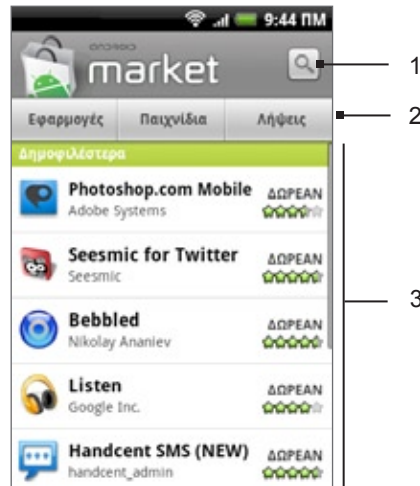 9:44 ΠΜ
ANDROID
market
1
Εφαρμογές Παιχνίδια Λήψεις
2
Δημοφιλέστερα
Photoshop.com Mobile ΔΩΡΕΑΝ
Adobe Systems
Seesmic for Twitter ΔΩΡΕΑΝ
Seesmic
3
Bebbled ΔΩΡΕΑΝ
Nikolay Ananiev
Listen ΔΩΡΕΑΝ
Google Inc.
Handcent SMS (NEW) ΔΩΡΕΑΝ
handcent_admin